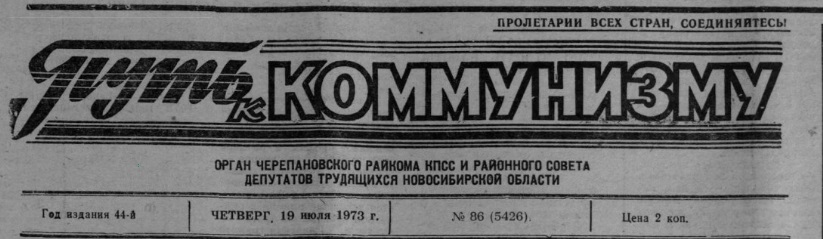 ПРОЛЕТАРИИ ВСЕХ СТРАН, СОЕДИНЯЙТЕСЬ!
Путь к КОММУНИЗМУ
ОРГАН ЧЕРЕПАНОВСКОГО РАЙКОМА КПСС И РАЙОННОГО СОВЕТА
ДЕПУТАТОВ ТРУДЯЩИХСЯ НОВОСИБИРСКОЙ ОБЛАСТИ
Год издания 44-й
ЧЕТВЕРГ, 19 июля 1973 г.
№ 86 (5426).
Цена 2 коп.